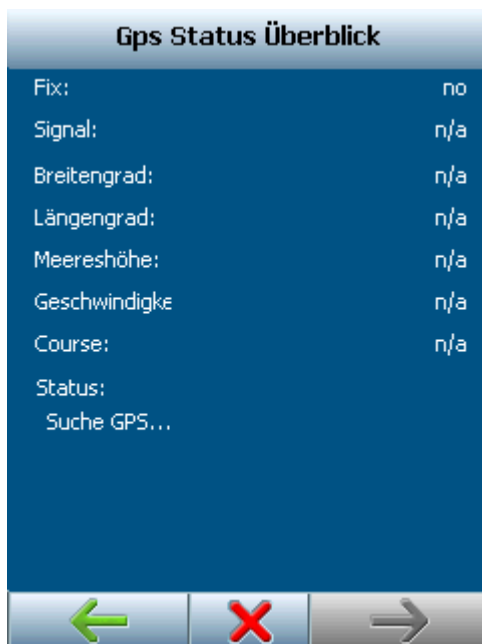 Gps Status Überblick
Fix: no
Signal: n/a
Breitengrad: n/a
Längengrad: n/a
Meereshöhe: n/a
Geschwindigke n/a
Course: n/a
Status:
Suche GPS...